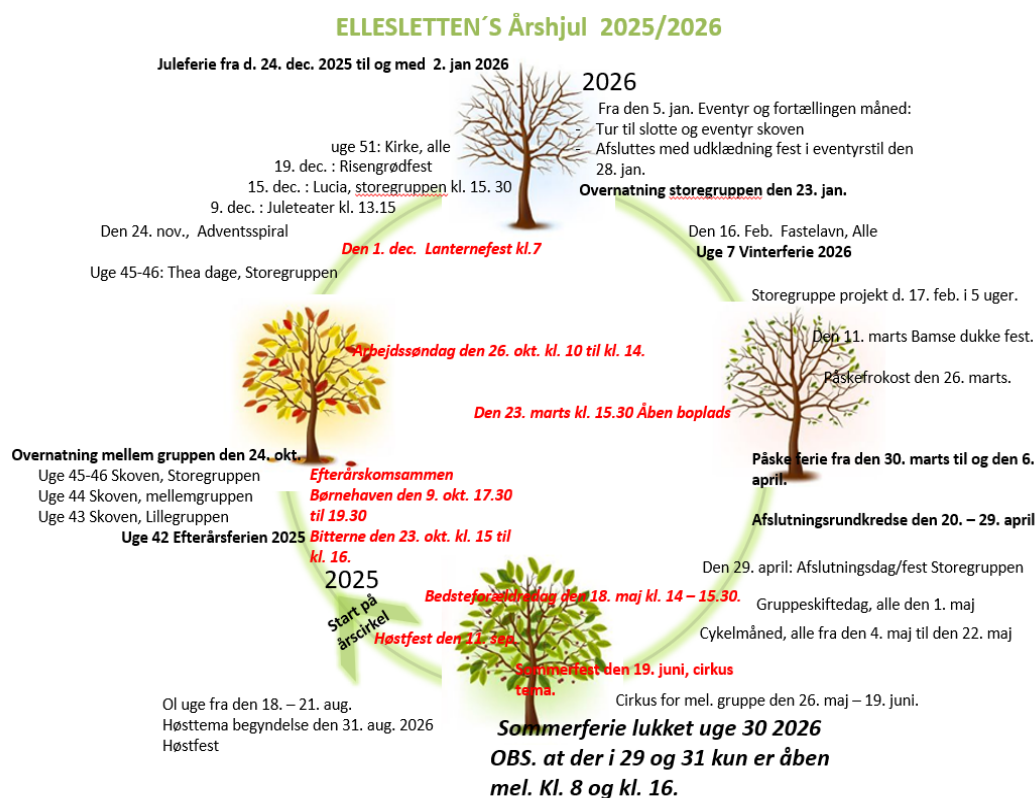 ELLESLETTEN´S Årshjul 2025/2026
Juleferie fra d. 24. dec. 2025 til og med 2. jan 2026
2026
Fra den 5. jan. Eventyr og fortællingen måned:
- Tur til slotte og eventyr skoven
- Afsluttes med udklædning fest i eventyrstil den
28. jan.
Overnatning storegruppen den 23. jan.
uge 51: Kirke, alle
19. dec. : Risengrødfest
15. dec. : Lucia, storegruppen kl. 15. 30
9. dec. : Juleteater kl. 13.15
Den 24. nov., Adventsspiral
Den 1. dec. Lanternefest kl.7
Uge 45-46: Thea dage, Storegruppen
Den 16. Feb. Fastelavn, Alle
Uge 7 Vinterferie 2026
Storegruppe projekt d. 17. feb. i 5 uger.
Den 11. marts Bamse dukke fest.
Påskefrokost den 26. marts.
Arbejdssøndag den 26. okt. kl. 10 til kl. 14.
Den 23. marts kl. 15.30 Åben boplads
Påske ferie fra den 30. marts til og den 6.
april.
Afslutningsrundkredse den 20. – 29. april
Overnatning mellem gruppen den 24. okt.
Uge 45-46 Skoven, Storegruppen
Uge 44 Skoven, mellemgruppen
Uge 43 Skoven, Lillegruppen
Uge 42 Efterårsferien 2025
Efterårskomsammen
Børnehaven den 9. okt. 17.30
til 19.30
Bitterne den 23. okt. kl. 15 til
kl. 16.
2025
Start på
årscirkel
Den 29. april: Afslutningsdag/fest Storegruppen
Bedsteforældredag den 18. maj kl. 14 – 15.30.
Gruppeskiftedag, alle den 1. maj
Cykelmåned, alle fra den 4. maj til den 22. maj
Høstfest den 11. sep.
Sommerfest den 19. juni, cirkus
tema.
Cirkus for mel. gruppe den 26. maj – 19. juni.
Ol uge fra den 18. – 21. aug.
Høsttema begyndelse den 31. aug. 2026
Høstfest
Sommerferie lukket uge 30 2026
OBS. at der i 29 og 31 kun er åben
mel. Kl. 8 og kl. 16.